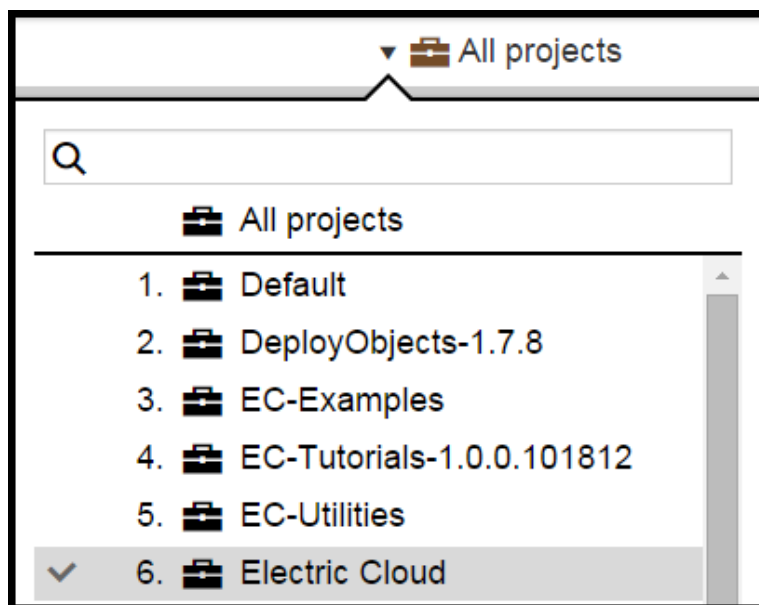 All projects
All projects
1. Default
2. DeployObjects-1.7.8
3. EC-Examples
4. EC-Tutorials-1.0.0.101812
5. EC-Utilities
6. Electric Cloud